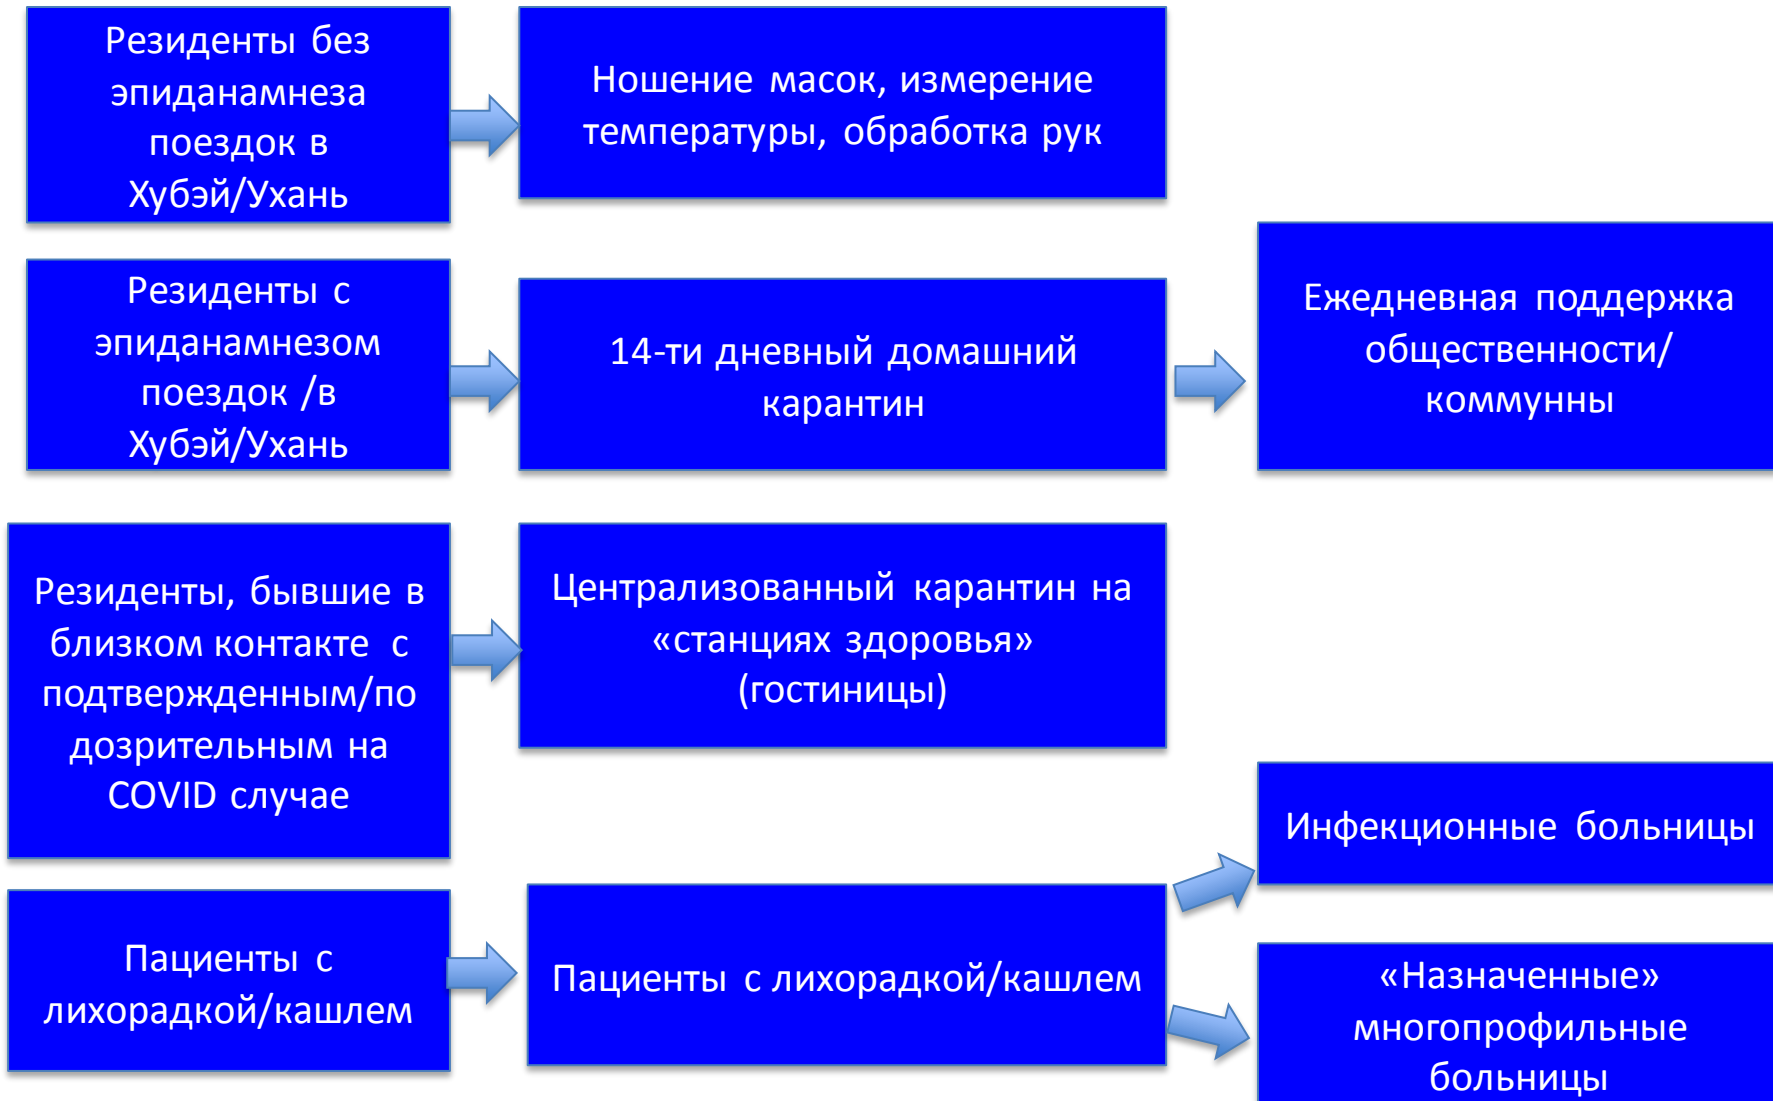 Резиденты без
эпиданамнеза
поездок в
Хубэй/Ухань
Ношение масок, измерение
температуры, обработка рук
Резиденты с
эпиданамнезом
поездок /в
Хубэй/Ухань
14-ти дневный домашний
карантин
Ежедневная поддержка
общественности/
коммунны
Резиденты, бывшие в
близком контакте с
подтвержденным/по
дозрительным на
COVID случае
Централизованный карантин на
«станциях здоровья»
(гостиницы)
Пациенты с
лихорадкой/кашлем
Пациенты с лихорадкой/кашлем
Инфекционные больницы
«Назначенные»
многопрофильные
больницы